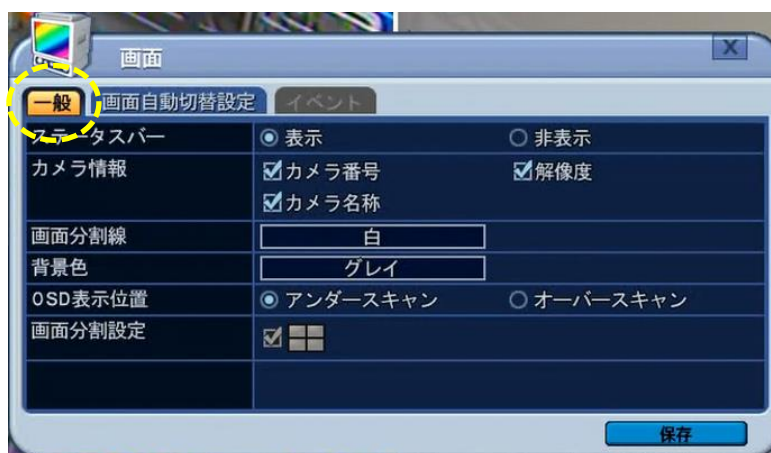 画面
X
一般 画面自動切替設定 イベント
ステータスバー 表示 非表示
カメラ情報 カメラ番号 解像度
カメラ名称
画面分割線 白
背景色 グレイ
OSD表示位置 アンダースキャン オーバースキャン
画面分割設定
保存